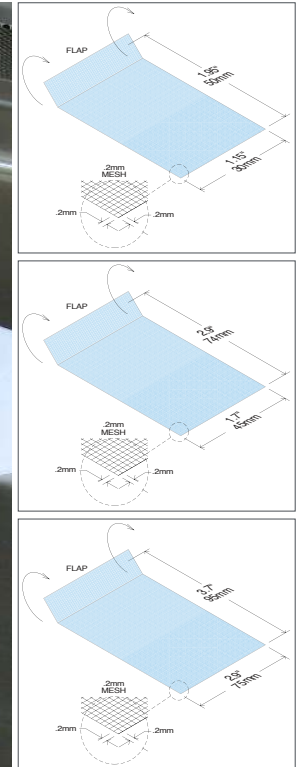 FLAP
1.95"
50mm
1.15"
30mm
.2mm
MESH
.2mm
.2mm
FLAP
2.9"
74mm
1.7"
45mm
.2mm
MESH
.2mm
.2mm
FLAP
3.7"
95mm
2.9"
75mm
.2mm
MESH
.2mm
.2mm